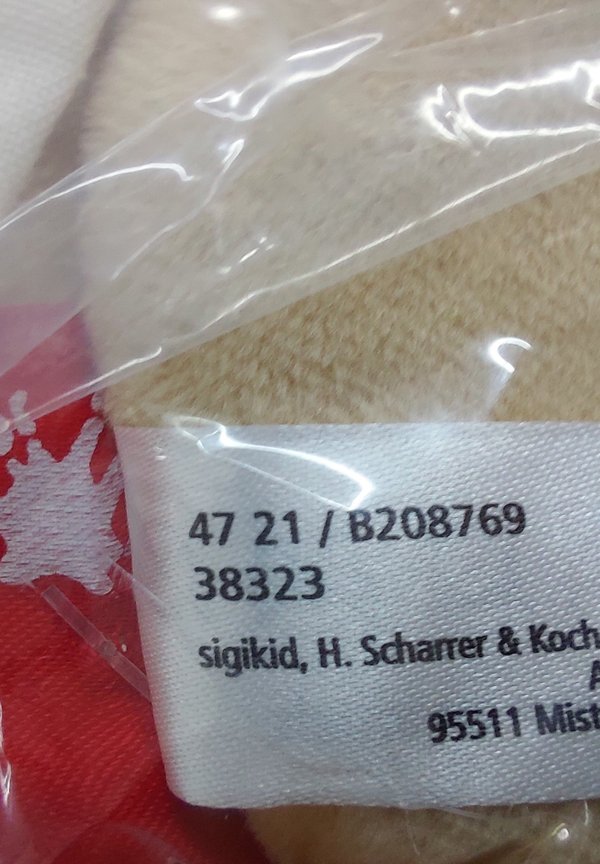 47 21 / B208769
38323
sigikid, H. Scharrer & Koch
95511 Mist